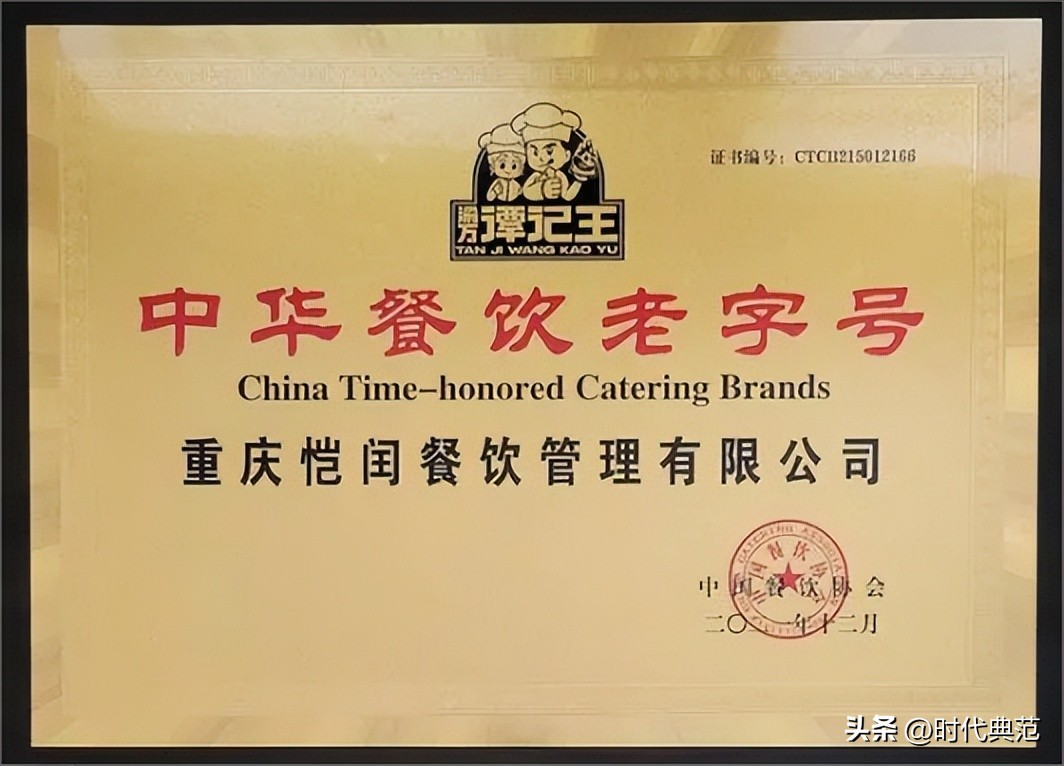 证书编号：CTCB215012166
渝万
谭记王
TAN JI WANG KAO YU
中华餐饮老字号
China Time-honored Catering Brands
重庆恺闰餐饮管理有限公司
中国餐饮协会
二〇二一年十二月
头条 @时代典范